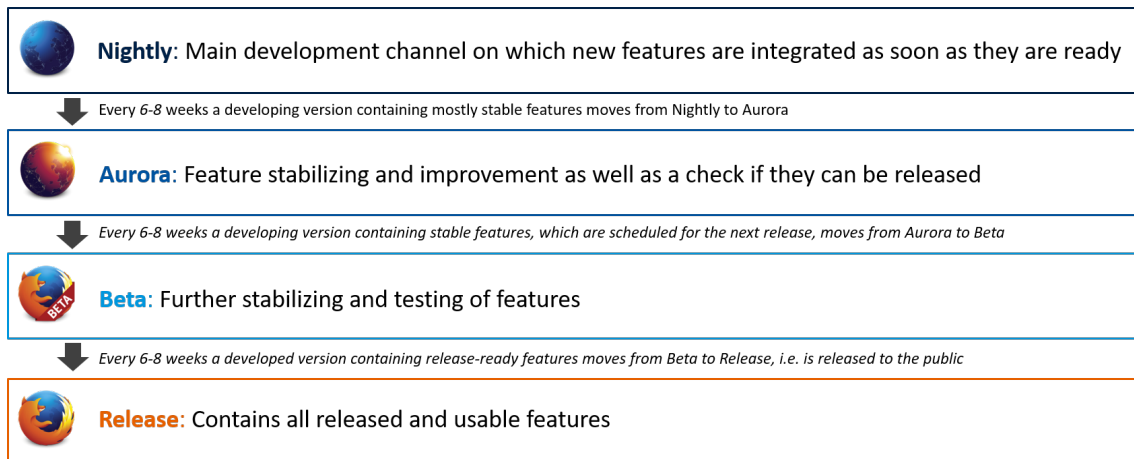 Nightly: Main development channel on which new features are integrated as soon as they are ready
Every 6-8 weeks a developing version containing mostly stable features moves from Nightly to Aurora
Aurora: Feature stabilizing and improvement as well as a check if they can be released
Every 6-8 weeks a developing version containing stable features, which are scheduled for the next release, moves from Aurora to Beta
BETA
Beta: Further stabilizing and testing of features
Every 6-8 weeks a developed version containing release-ready features moves from Beta to Release, i.e. is released to the public
Release: Contains all released and usable features